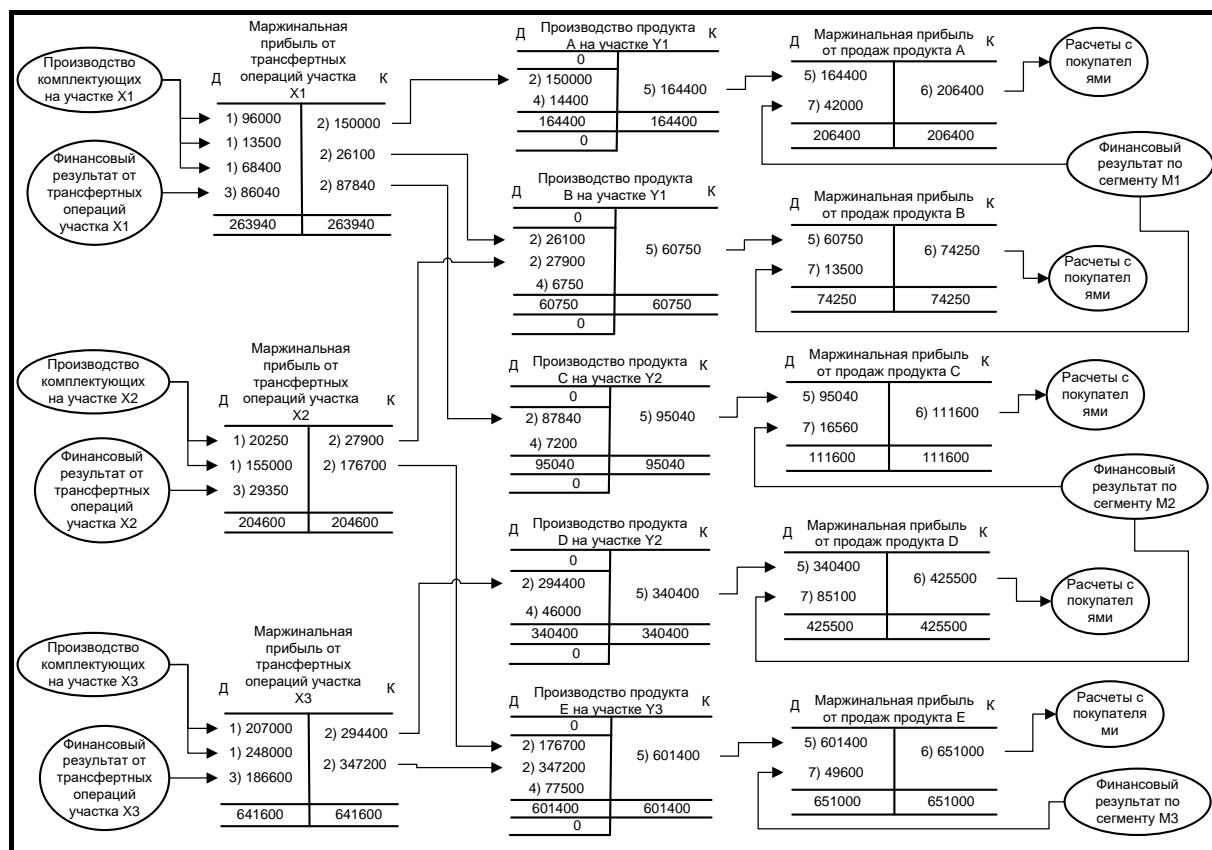 Производство
комплектующих
на участке X1
Финансовый
результат от
трансфертных
операций
участка
X1
Маржинальная
прибыль от
трансфертных
операций участка
X1
Д К
1) 96000
1) 13500
1) 68400
3) 86040
2) 150000
2) 26100
2) 87840
263940 263940
Производство
комплектующих
на участке X2
Финансовый
результат от
трансфертных
операций
участка X2
Маржинальная
прибыль от
трансфертных
операций участка
X2
Д К
1) 20250
1) 155000
3) 29350
2) 27900
2) 176700
204600 204600
Производство
комплектующих
на участке X3
Финансовый
результат от
трансфертных
операций
участка
X3
Маржинальная
прибыль от
трансфертных
операций участка
X3
Д К
1) 207000
1) 248000
3) 186600
2) 294400
2) 347200
641600 641600
Д К
Производство продукта
А на участке Y1
0
2) 150000
4) 14400
5) 164400
164400 164400
0
Производство продукта
В на участке Y1
0
2) 26100
2) 27900
4) 6750
5) 60750
60750 60750
0
Производство продукта
С на участке Y2
0
2) 87840
4) 7200
5) 95040
95040 95040
0
Производство продукта
D на участке Y2
0
2) 294400
4) 46000
5) 340400
340400 340400
0
Д К
Производство продукта
Е на участке Y3
0
2) 176700
2) 347200
4) 77500
5) 601400
601400 601400
0
Д К
Маржинальная прибыль
от продаж продукта А
5) 164400
7) 42000
6) 206400
206400 206400
Д К
Маржинальная прибыль
от продаж продукта В
5) 60750
7) 13500
6) 74250
74250 74250
Д К
Маржинальная прибыль
от продаж продукта С
5) 95040
7) 16560
6) 111600
111600 111600
Д К
Маржинальная прибыль
от продаж продукта D
5) 340400
7) 85100
6) 425500
425500 425500
Д К
Маржинальная прибыль
от продаж продукта Е
5) 601400
7) 49600
6) 651000
651000 651000
Расчеты с
покупател
ями
Финансовый
результат по
сегменту М1
Расчеты с
покупател
ями
Расчеты с
покупател
ями
Финансовый
результат по
сегменту М2
Расчеты с
покупател
ями
Расчеты с
покупателя
ми
Финансовый
результат по
сегменту М3